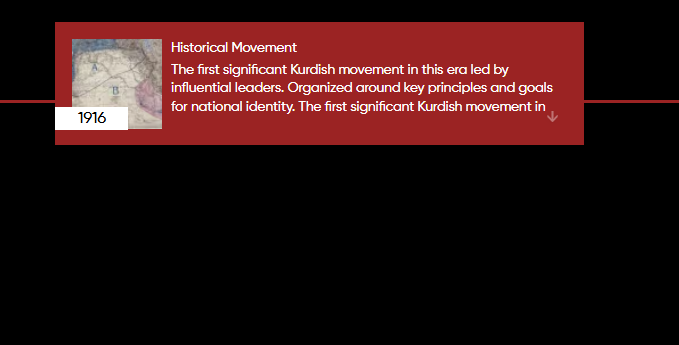 Historical Movement
The first significant Kurdish movement in this era led by
influential leaders. Organized around key principles and goals
for national identity. The first significant Kurdish movement in
A
B
1916